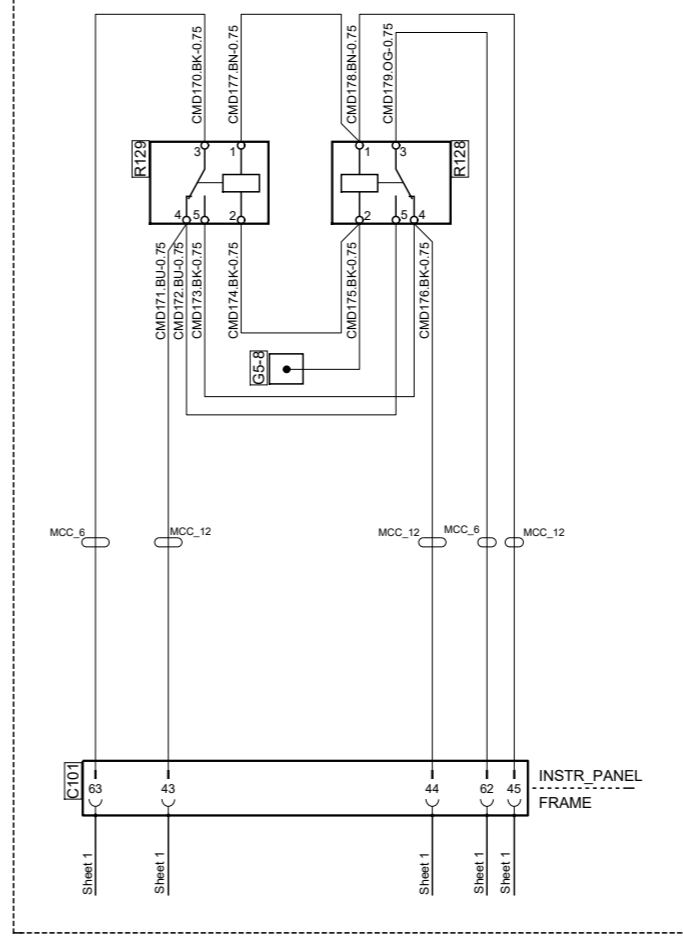 CMD170.BK-0.75
CMD177.BN-0.75
CMD178.BN-0.75
CMD179.OG-0.75
R129
3
1
4
5
2
1
3
2
5
4
R128
CMD171.BU-0.75
CMD172.BU-0.75
CMD173.BK-0.75
CMD174.BK-0.75
CMD175.BK-0.75
CMD176.BK-0.75
G5-8
MCC_6
MCC_12
MCC_12
MCC_6
MCC_12
C101
63
43
44
62
45
INSTR_PANEL
FRAME
Sheet 1
Sheet 1
Sheet 1
Sheet 1
Sheet 1